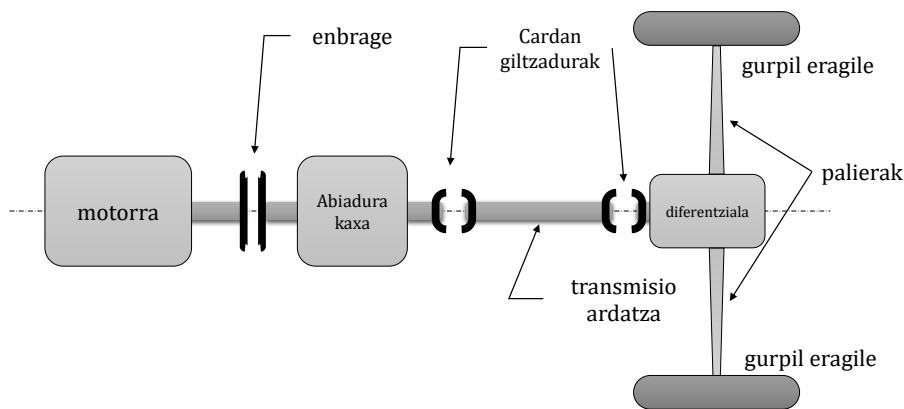 enbrage
Cardan
giltzadurak
gurpil eragile
motorra
Abiadura
kaxa
diferentziala
palierak
transmisio
ardatza
gurpil eragile